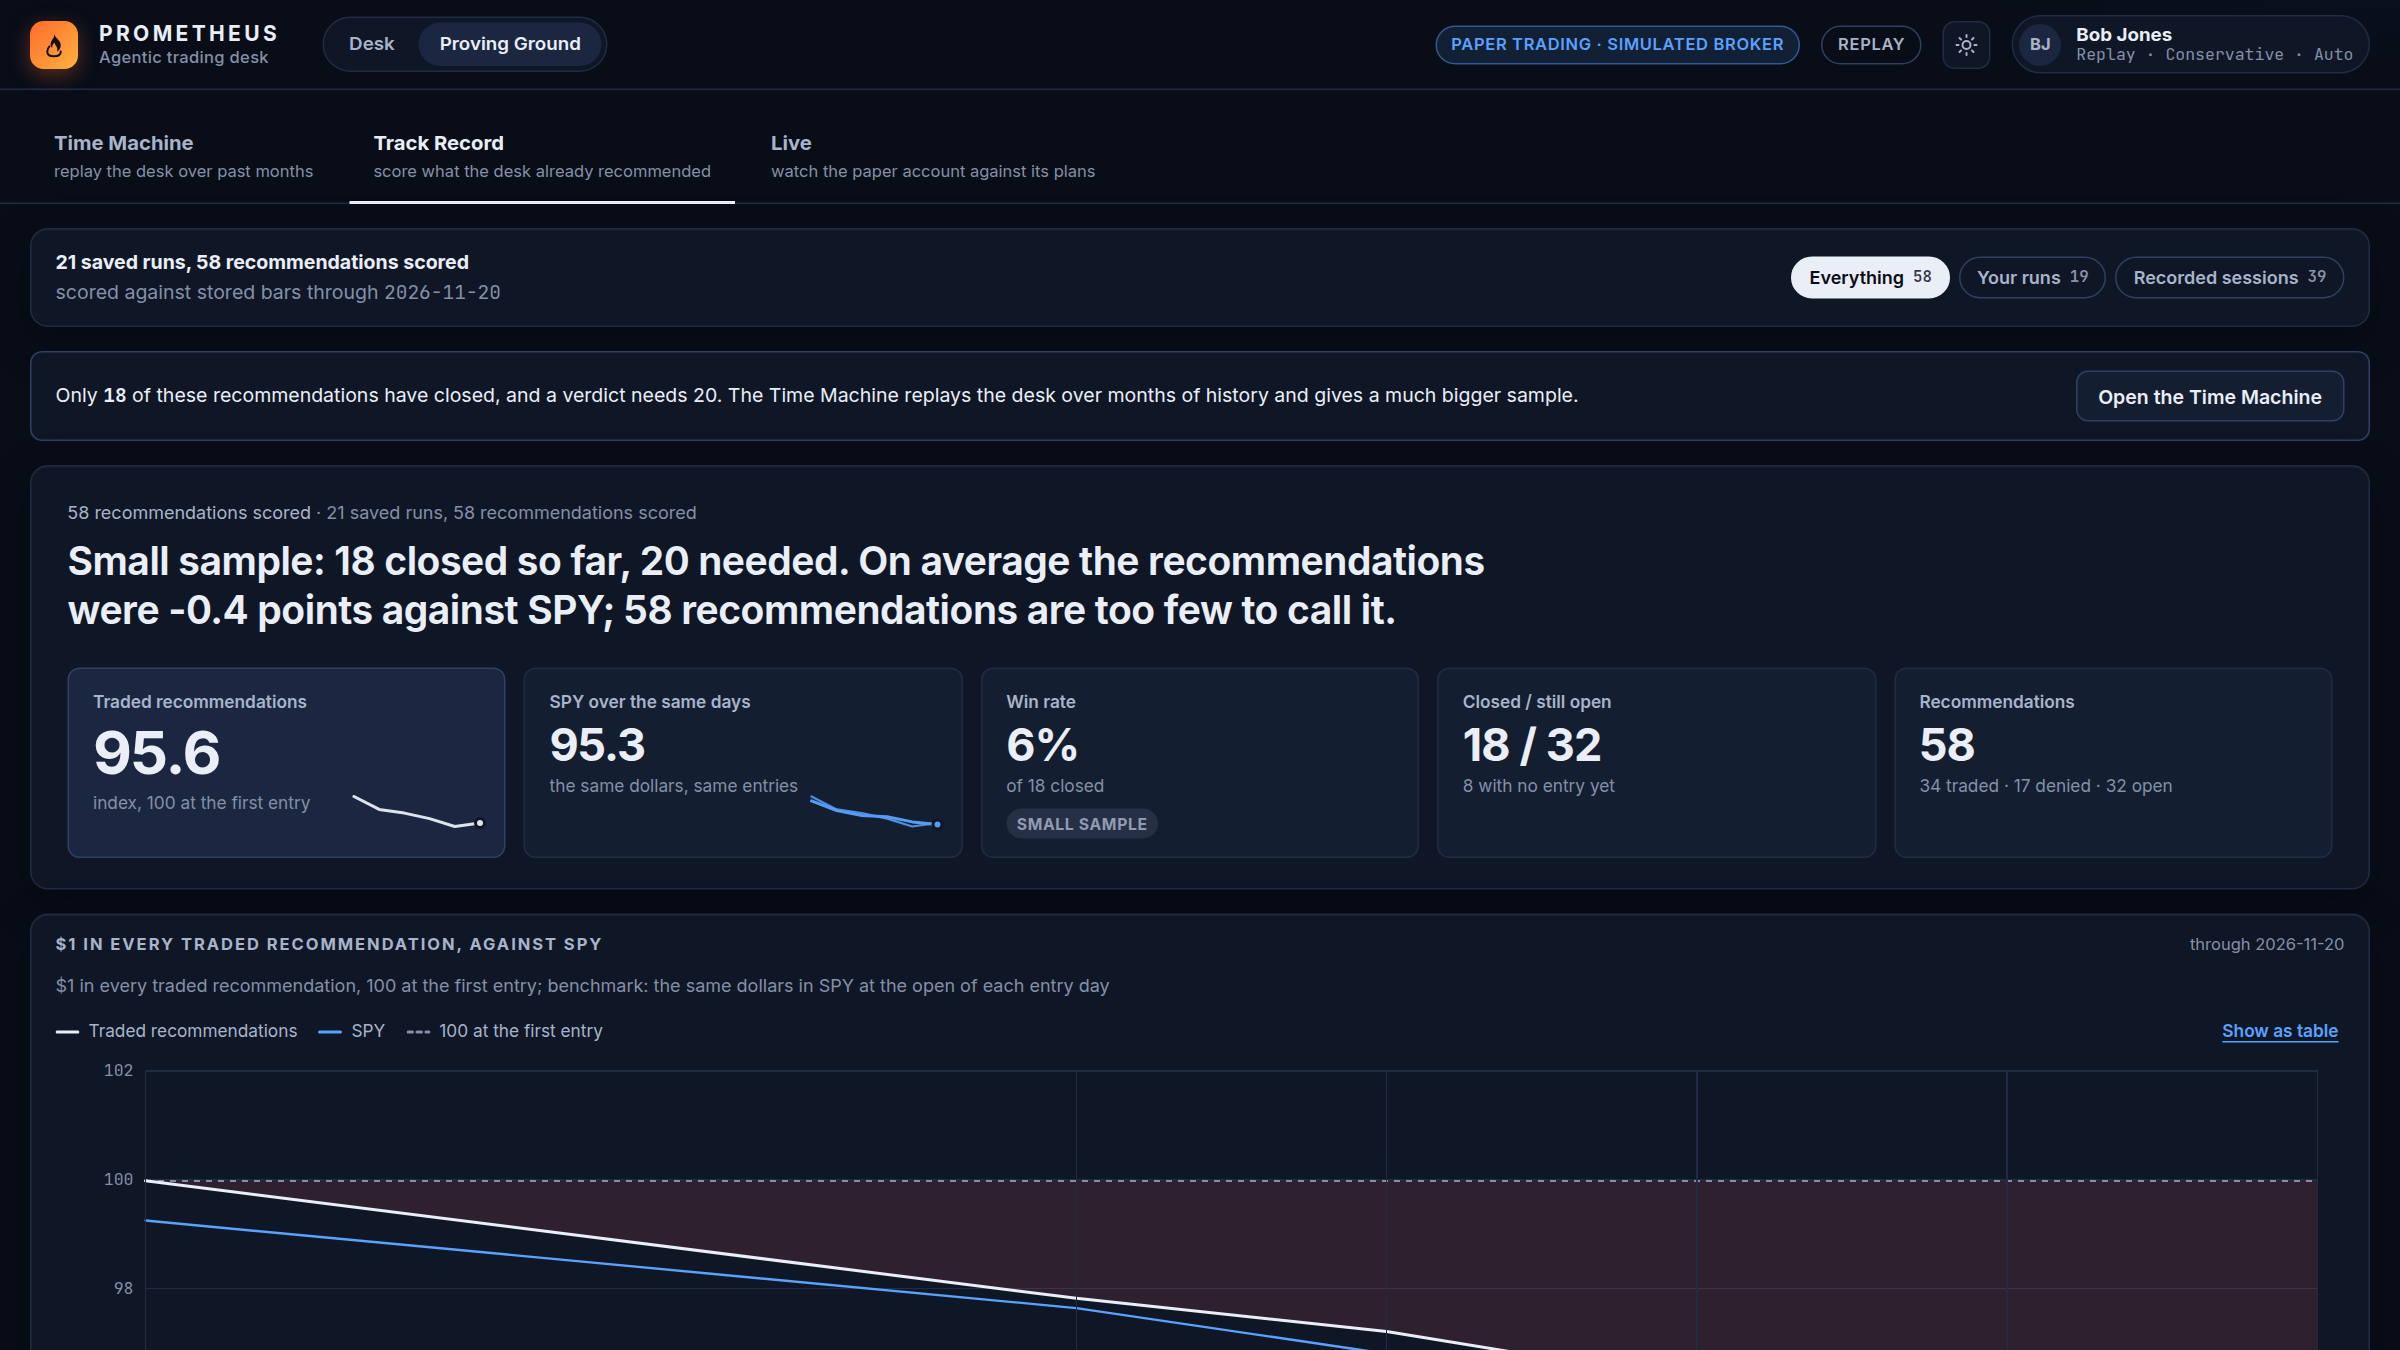 PROMETHEUS
Agentic trading desk
Desk
Proving Ground
PAPER TRADING · SIMULATED BROKER
REPLAY
BJ
Bob Jones
Replay · Conservative · Auto
Time Machine
replay the desk over past months
Track Record
score what the desk already recommended
Live
watch the paper account against its plans
21 saved runs, 58 recommendations scored
scored against stored bars through 2026-11-20
Everything 58
Your runs 19
Recorded sessions 39
Only 18 of these recommendations have closed, and a verdict needs 20. The Time Machine replays the desk over months of history and gives a much bigger sample.
Open the Time Machine
58 recommendations scored · 21 saved runs, 58 recommendations scored
Small sample: 18 closed so far, 20 needed. On average the recommendations
were -0.4 points against SPY; 58 recommendations are too few to call it.
Traded recommendations
95.6
index, 100 at the first entry
SPY over the same days
95.3
the same dollars, same entries
Win rate
6%
of 18 closed
SMALL SAMPLE
Closed / still open
18 / 32
8 with no entry yet
Recommendations
58
34 traded · 17 denied · 32 open
$1 IN EVERY TRADED RECOMMENDATION, AGAINST SPY
through 2026-11-20
$1 in every traded recommendation, 100 at the first entry; benchmark: the same dollars in SPY at the open of each entry day
Traded recommendations
SPY
100 at the first entry
Show as table
102
100
98